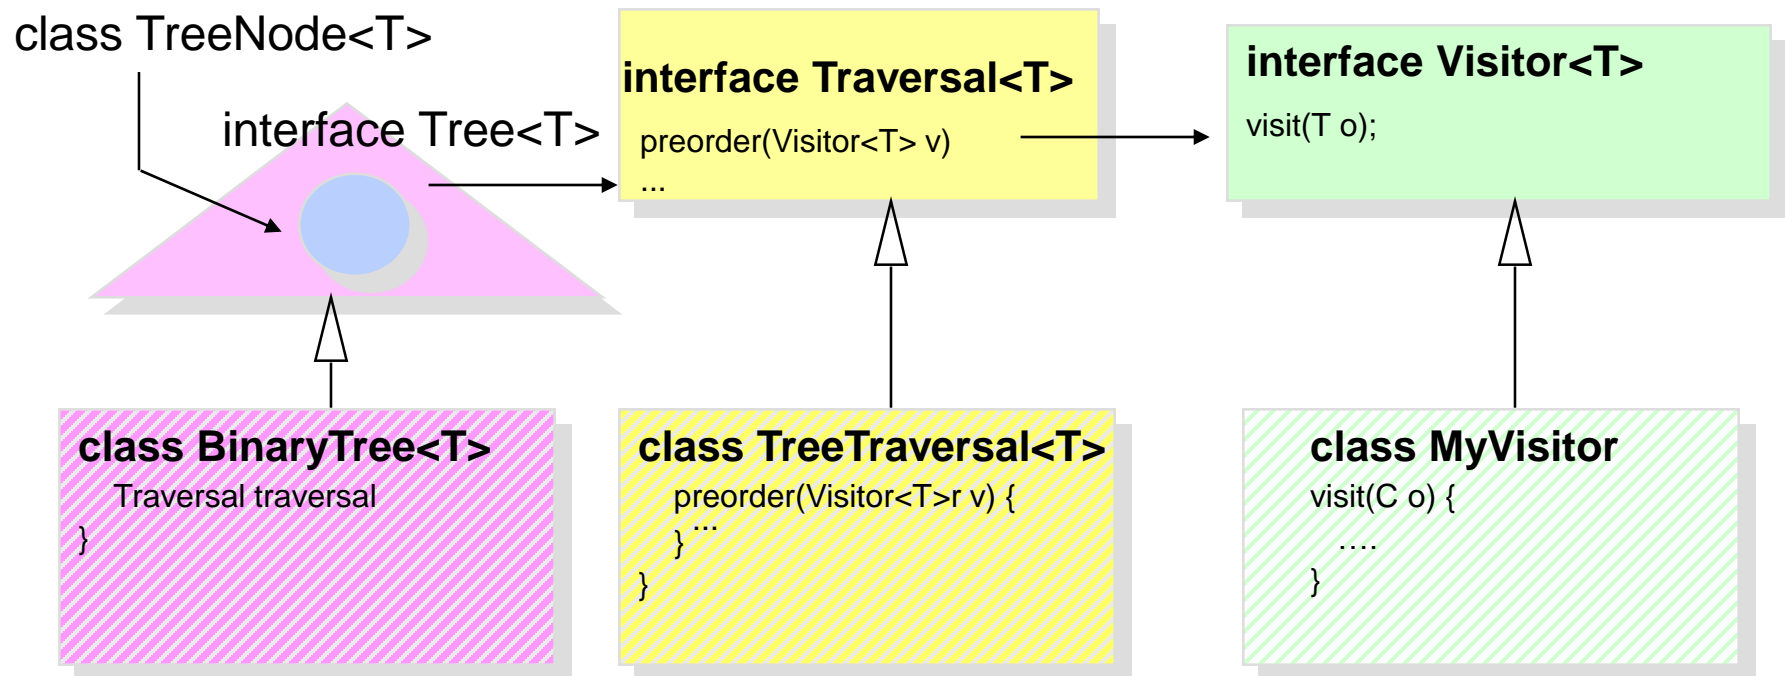 class TreeNode<T>
interface Tree<T>
interface Traversal<T>
preorder(Visitor<T> v)
...
interface Visitor<T>
visit(T o);
class BinaryTree<T>
Traversal traversal
}
class TreeTraversal<T>
preorder(Visitor<T>r v) {
...
}
}
class MyVisitor
visit(C o) {
....
}